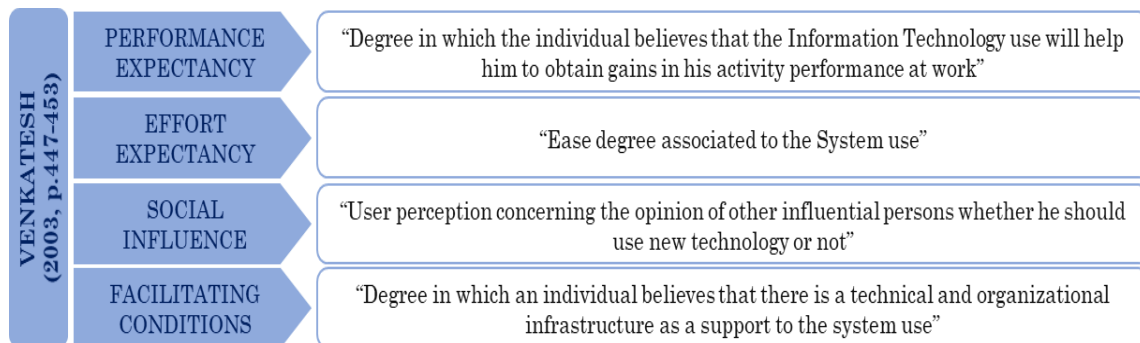 VENKATESH
(2003, p.447-453)
PERFORMANCE
EXPECTANCY
“Degree in which the individual believes that the Information Technology use will help
him to obtain gains in his activity performance at work”
EFFORT
EXPECTANCY
“Ease degree associated to the System use”
SOCIAL
INFLUENCE
“User perception concerning the opinion of other influential persons whether he should
use new technology or not”
FACILITATING
CONDITIONS
“Degree in which an individual believes that there is a technical and organizational
infrastructure as a support to the system use”